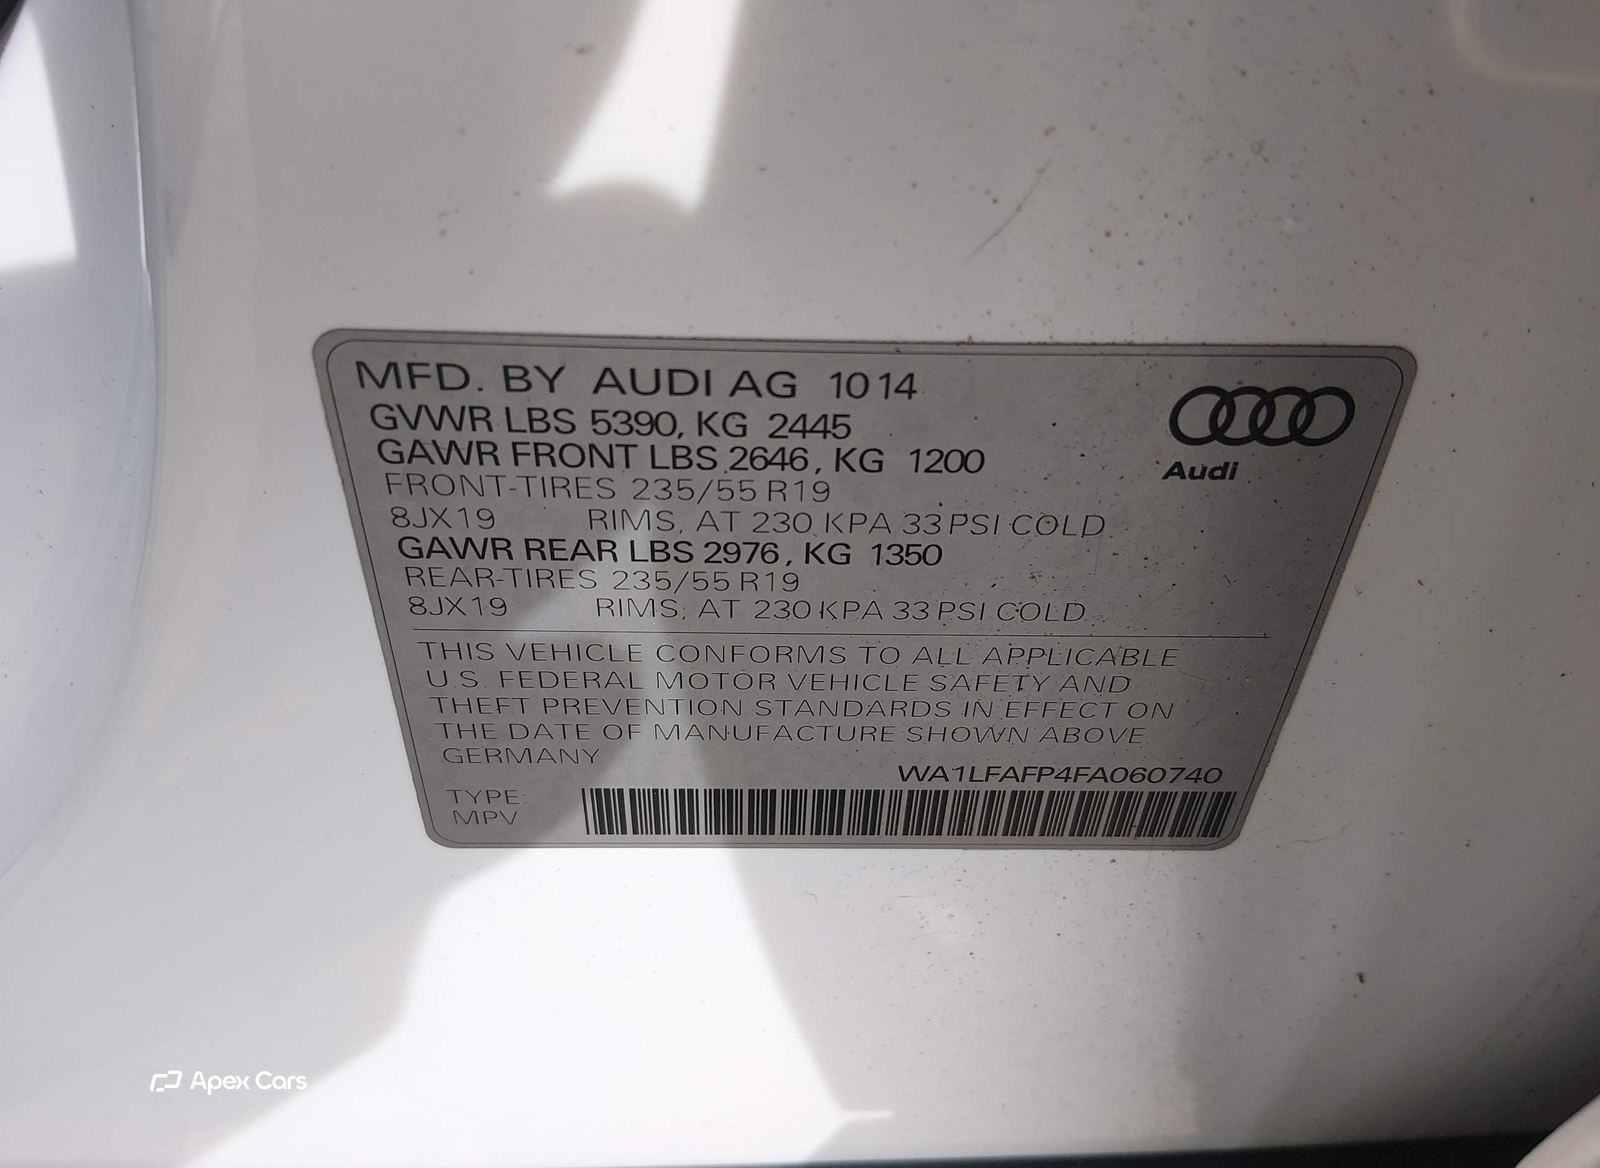 MFD. BY AUDI AG 10 14
GVWR LBS 5390, KG 2445
GAWR FRONT LBS 2646, KG 1200
FRONT-TIRES 235/55 R19
8JX19 RIMS, AT 230 KPA 33 PSI COLD
GAWR REAR LBS 2976, KG 1350
REAR-TIRES 235/55 R19
8JX19 RIMS, AT 230 KPA 33 PSI COLD
Audi
THIS VEHICLE CONFORMS TO ALL APPLICABLE
U.S. FEDERAL MOTOR VEHICLE SAFETY AND
THEFT PREVENTION STANDARDS IN EFFECT ON
THE DATE OF MANUFACTURE SHOWN ABOVE
GERMANY
WA1LFAFP4FA060740
TYPE:
MPV
Apex Cars